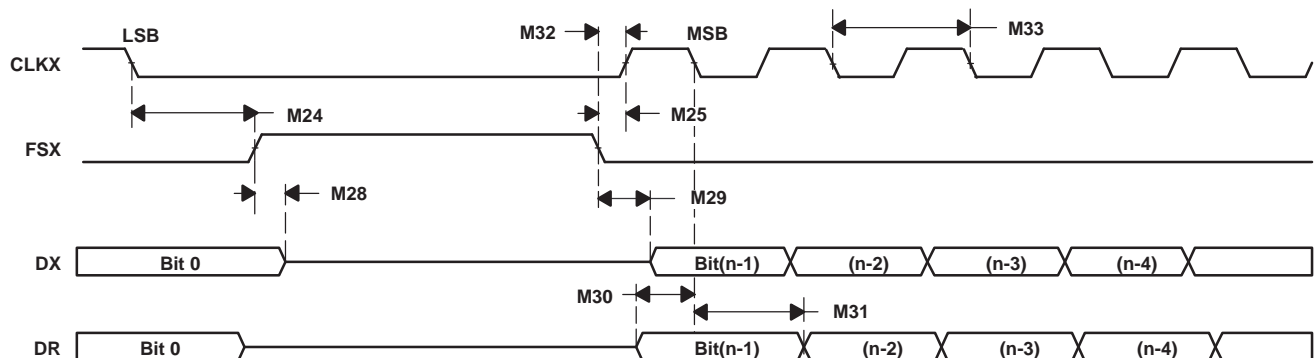 LSB M32 MSB M33
CLKX
M24 M25
FSX
M28 M29
DX Bit 0 Bit(n-1) (n-2) (n-3) (n-4)
M30 M31
DR Bit 0 Bit(n-1) (n-2) (n-3) (n-4)